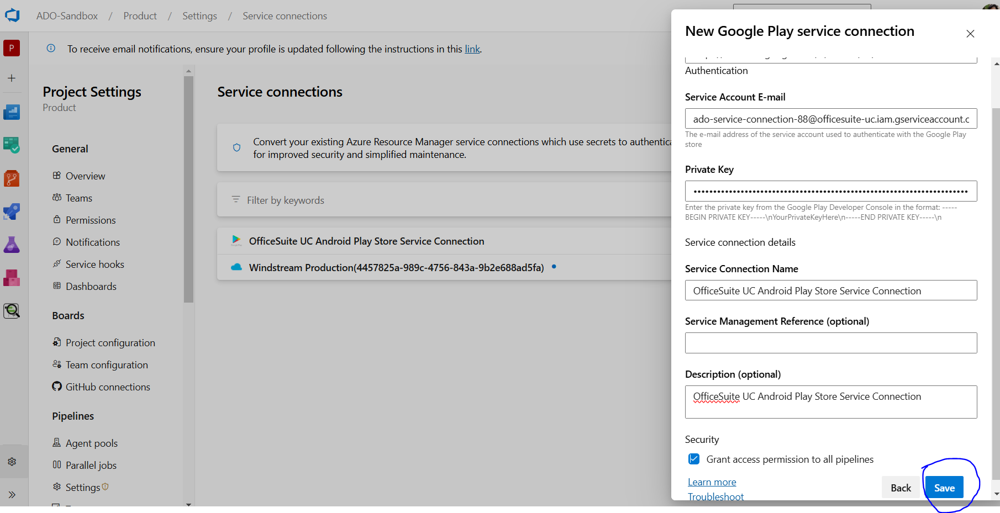 ADO-Sandbox / Product / Settings / Service connections
P
To receive email notifications, ensure your profile is updated following the instructions in this link.
Project Settings
Product
General
Overview
Teams
Permissions
Notifications
Service hooks
Dashboards
Boards
Project configuration
Team configuration
GitHub connections
Pipelines
Agent pools
Parallel jobs
Settings
Service connections
Convert your existing Azure Resource Manager service connections which use secrets to authentica
for improved security and simplified maintenance.
Filter by keywords
OfficeSuite UC Android Play Store Service Connection
Windstream Production(4457825a-989c-4756-843a-9b2e688ad5fa)
New Google Play service connection
Authentication
Service Account E-mail
ado-service-connection-88@officesuite-uc.iam.gserviceaccount.c
The e-mail address of the service account used to authenticate with the Google Play
store
Private Key
Enter the private key from the Google Play Developer Console in the format: -----
BEGIN PRIVATE KEY-----\nYourPrivateKeyHere\n-----END PRIVATE KEY-----\n
Service connection details
Service Connection Name
OfficeSuite UC Android Play Store Service Connection
Service Management Reference (optional)
Description (optional)
OfficeSuite UC Android Play Store Service Connection
Security
Grant access permission to all pipelines
Learn more
Troubleshoot
Back
Save